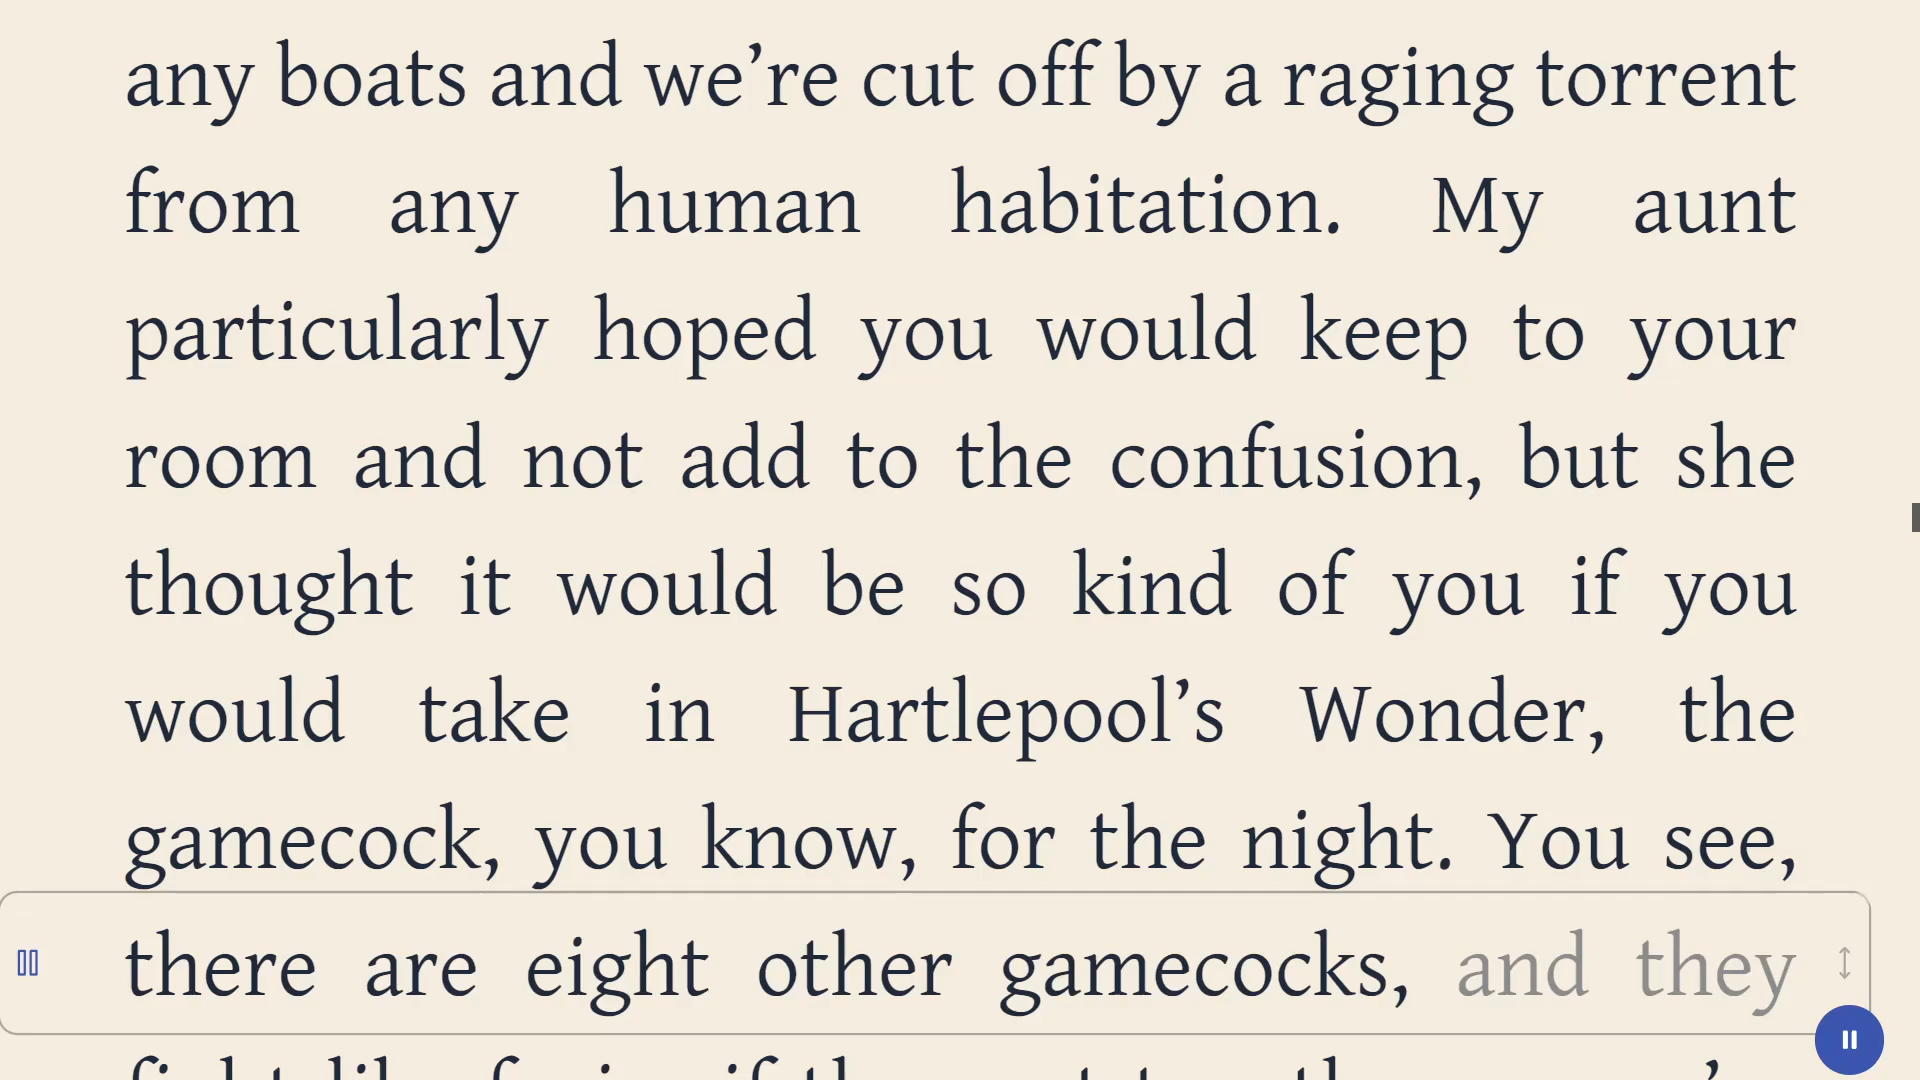 any boats and we’re cut off by a raging torrent
from any human habitation. My aunt
particularly hoped you would keep to your
room and not add to the confusion, but she
thought it would be so kind of you if you
would take in Hartlepool’s Wonder, the
gamecock, you know, for the night. You see,
there are eight other gamecocks, and they